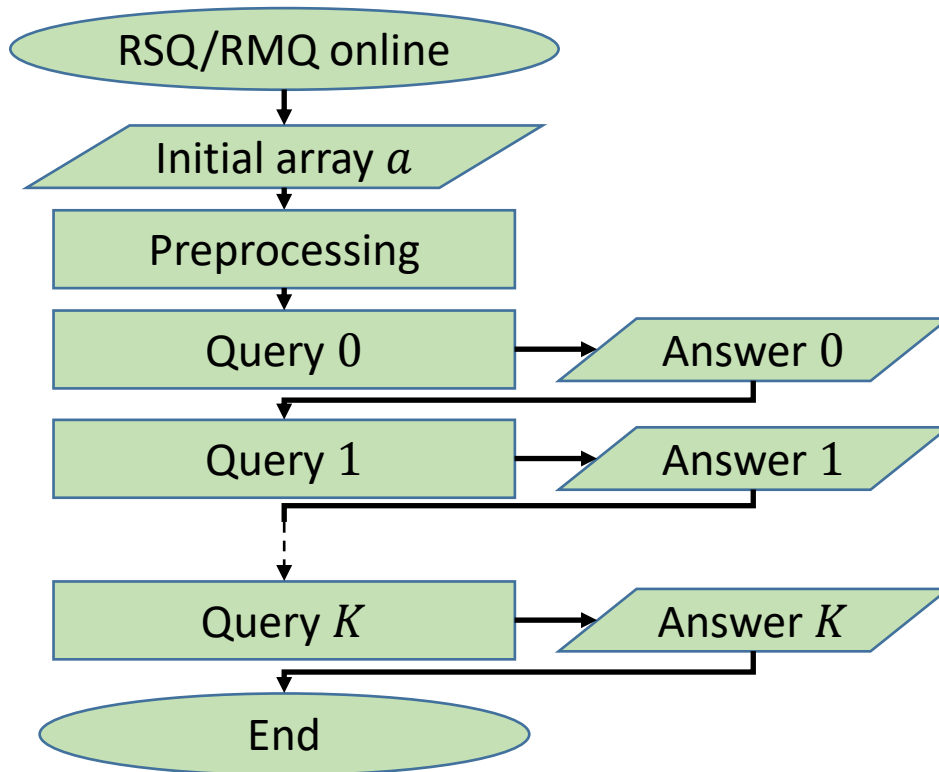 RSQ/RMQ online
Initial array a
Preprocessing
Query 0
Answer 0
Query 1
Answer 1
Query K
Answer K
End